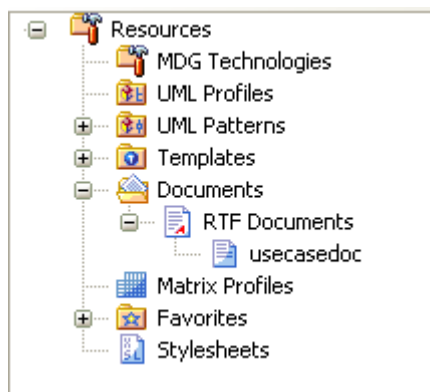 Resources
MDG Technologies
UML Profiles
UML Patterns
Templates
Documents
RTF Documents
usecasedoc
Matrix Profiles
Favorites
Stylesheets